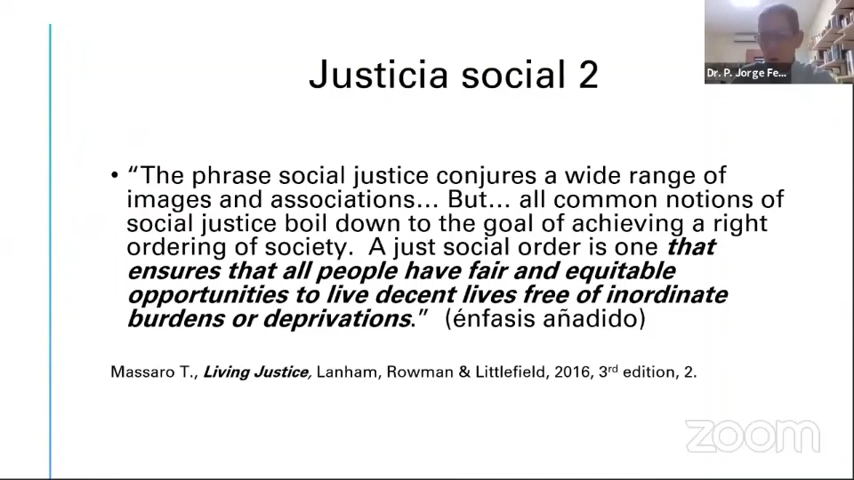 Dr. P. Jorge Fe...
Justicia social 2
• “The phrase social justice conjures a wide range of
images and associations... But... all common notions of
social justice boil down to the goal of achieving a right
ordering of society. A just social order is one that
ensures that all people have fair and equitable
opportunities to live decent lives free of inordinate
burdens or deprivations.” (énfasis añadido)
Massaro T., Living Justice, Lanham, Rowman & Littlefield, 2016, 3rd edition, 2.
zoom